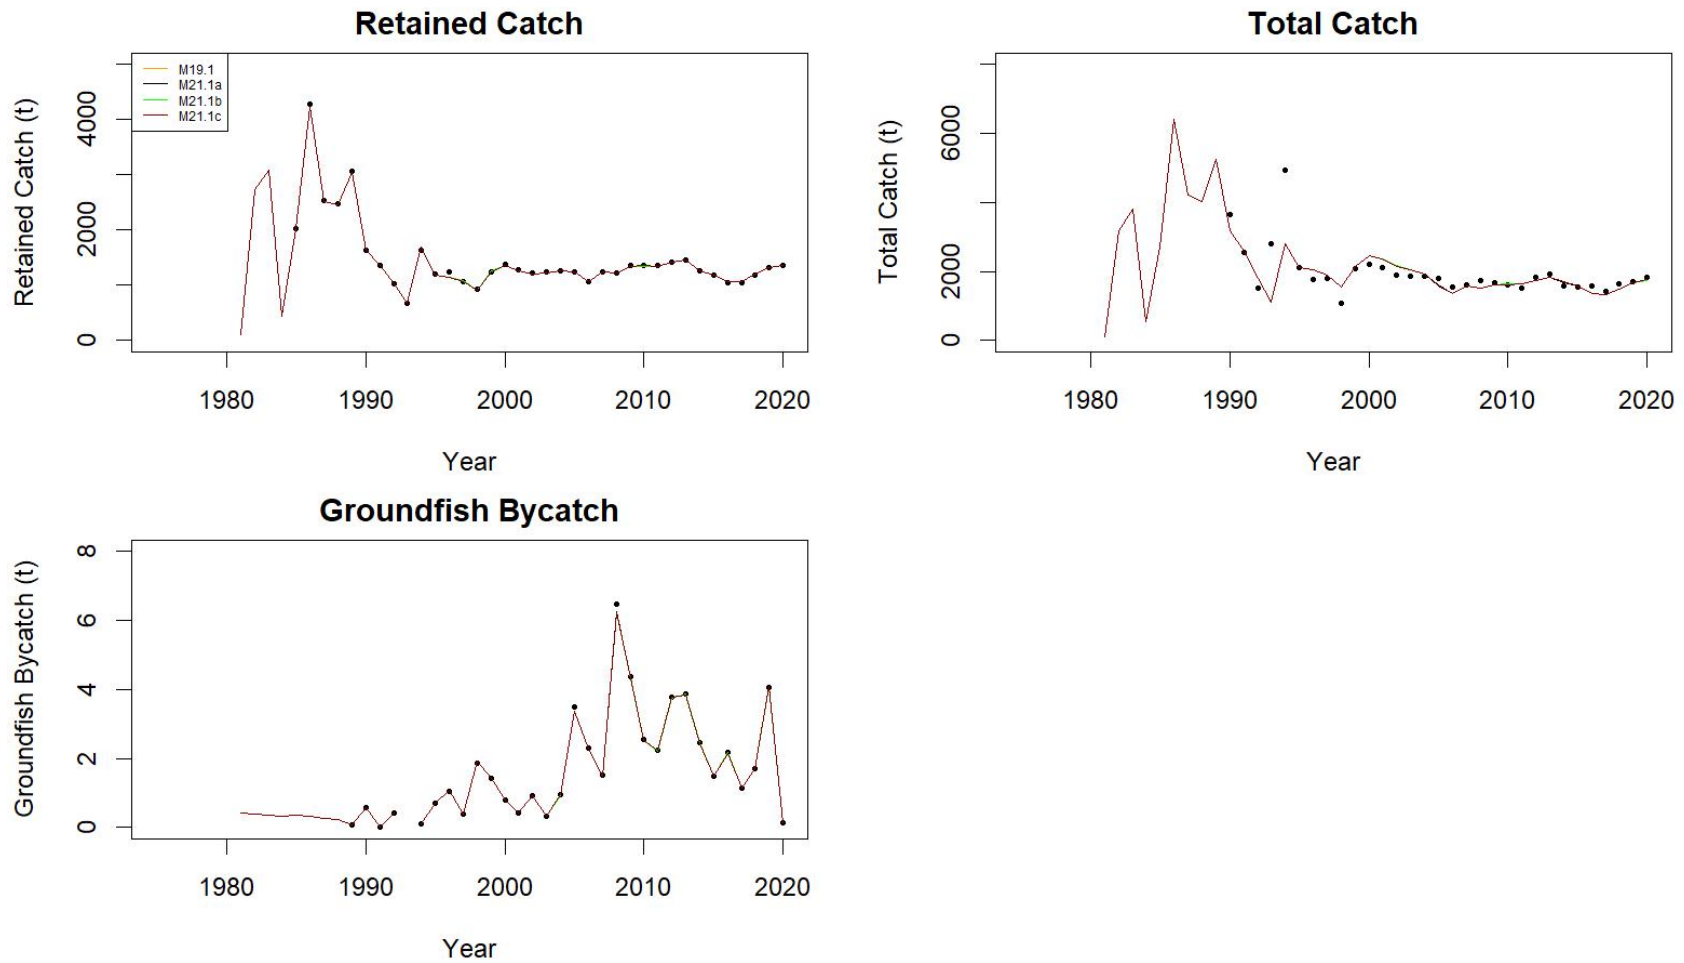 Retained Catch
Retained Catch (t)
0
2000
4000
M19.1
M21.1a
M21.1b
M21.1c
1980 1990 2000 2010 2020
Year
Total Catch
Total Catch (t)
0
2000
6000
1980 1990 2000 2010 2020
Year
Groundfish Bycatch
Groundfish Bycatch (t)
0
2
4
6
8
1980 1990 2000 2010 2020
Year